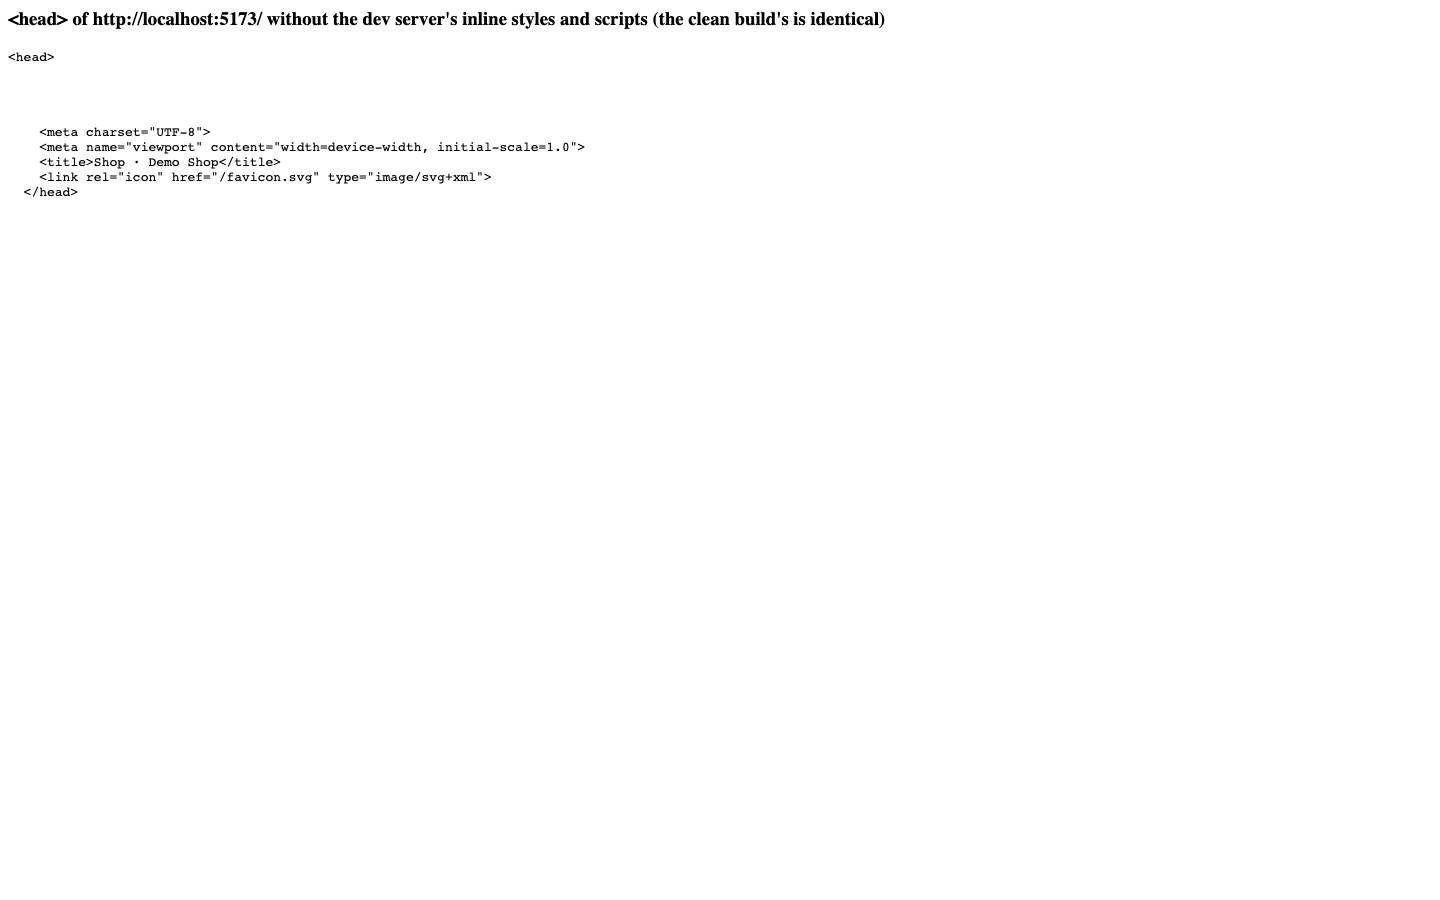 <head> of http://localhost:5173/ without the dev server's inline styles and scripts (the clean build's is identical)
<head>
<meta charset="UTF-8">
<meta name="viewport" content="width=device-width, initial-scale=1.0">
<title>Shop · Demo Shop</title>
<link rel="icon" href="/favicon.svg" type="image/svg+xml">
</head>